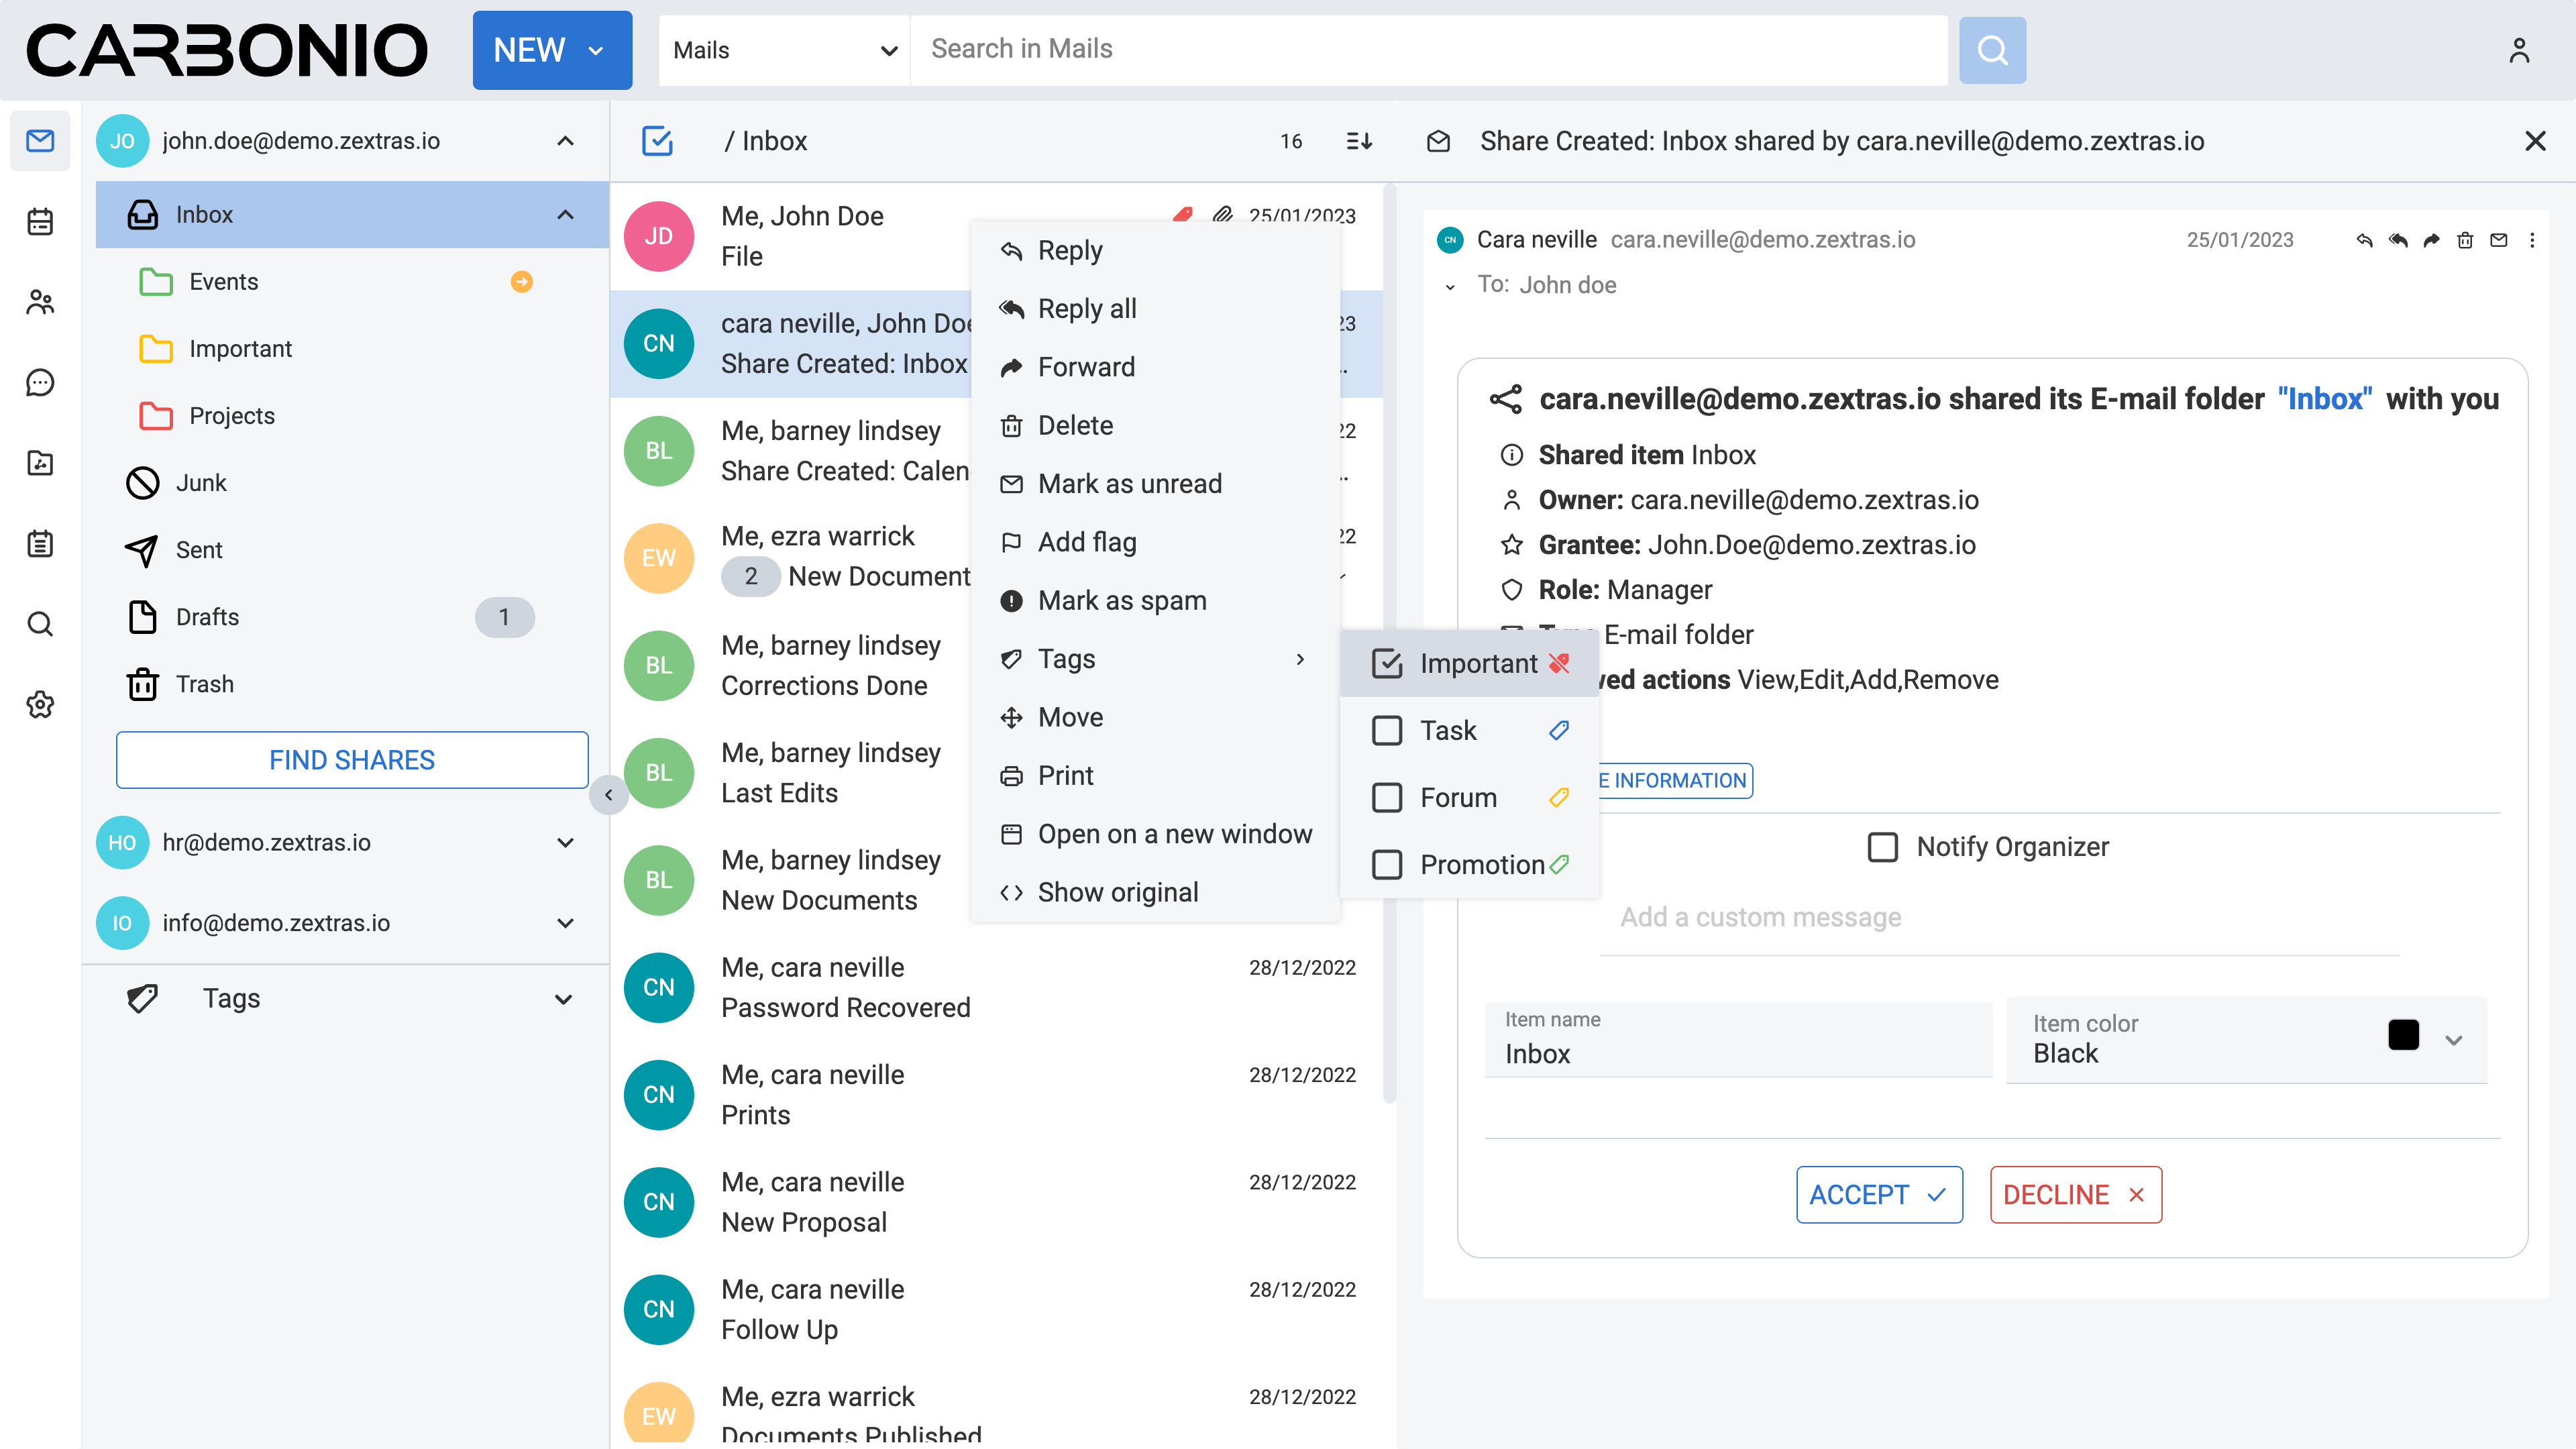 CARBONIO
NEW
Mails
Search in Mails
JO
john.doe@demo.zextras.io
Inbox
Events
Important
Projects
Junk
Sent
Drafts
1
Trash
FIND SHARES
HO
hr@demo.zextras.io
IO
info@demo.zextras.io
Tags
/ Inbox
16
JD
Me, John Doe
25/01/2023
File
CN
cara neville, John Doe
23
Share Created: Inbox
..
BL
Me, barney lindsey
22
Share Created: Calen
..
EW
Me, ezra warrick
22
2
New Document
BL
Me, barney lindsey
Corrections Done
BL
Me, barney lindsey
Last Edits
BL
Me, barney lindsey
New Documents
CN
Me, cara neville
28/12/2022
Password Recovered
CN
Me, cara neville
28/12/2022
Prints
CN
Me, cara neville
28/12/2022
New Proposal
CN
Me, cara neville
28/12/2022
Follow Up
EW
Me, ezra warrick
28/12/2022
Documents Published
Reply
Reply all
Forward
Delete
Mark as unread
Add flag
Mark as spam
Tags
Move
Print
Open on a new window
Show original
Important
Task
Forum
Promotion
Share Created: Inbox shared by cara.neville@demo.zextras.io
CN
Cara neville cara.neville@demo.zextras.io
25/01/2023
To: John doe
cara.neville@demo.zextras.io shared its E-mail folder "Inbox" with you
Shared item Inbox
Owner: cara.neville@demo.zextras.io
Grantee: John.Doe@demo.zextras.io
Role: Manager
E-mail folder
wed actions View,Edit,Add,Remove
E INFORMATION
Notify Organizer
Add a custom message
Item name
Inbox
Item color
Black
ACCEPT
DECLINE